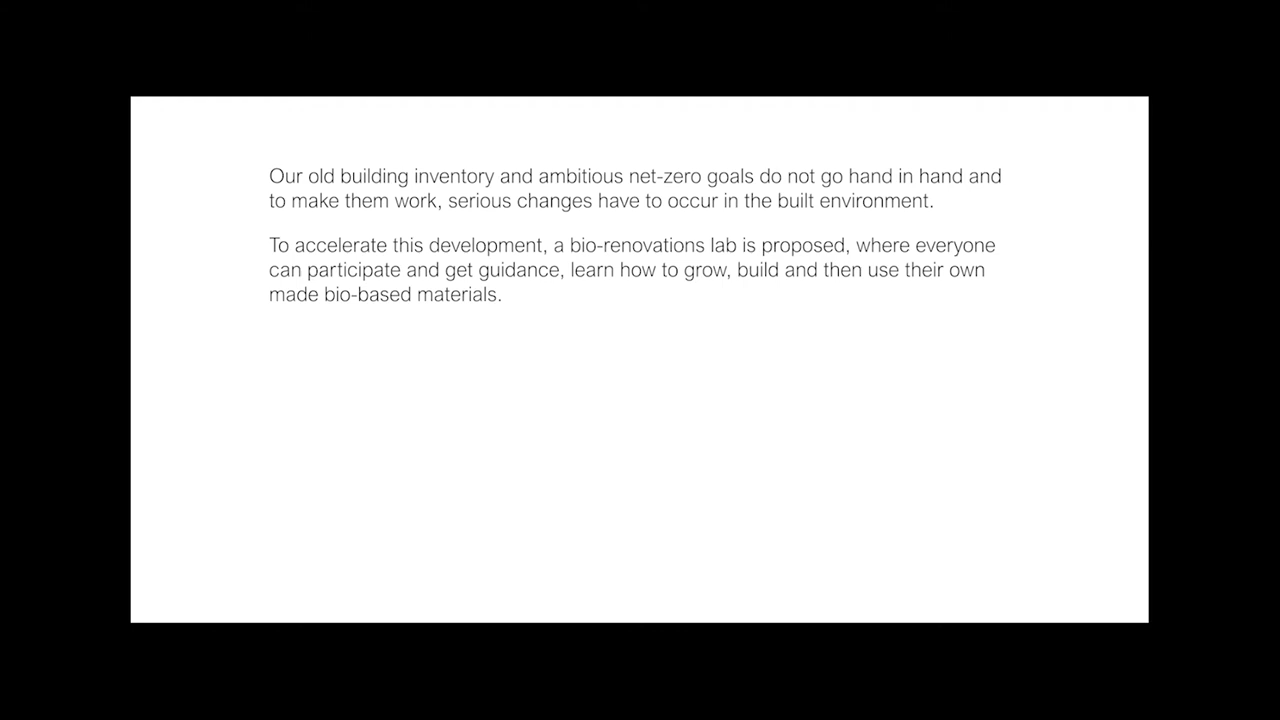 Our old building inventory and ambitious net-zero goals do not go hand in hand and
to make them work, serious changes have to occur in the built environment.
To accelerate this development, a bio-renovations lab is proposed, where everyone
can participate and get guidance, learn how to grow, build and then use their own
made bio-based materials.